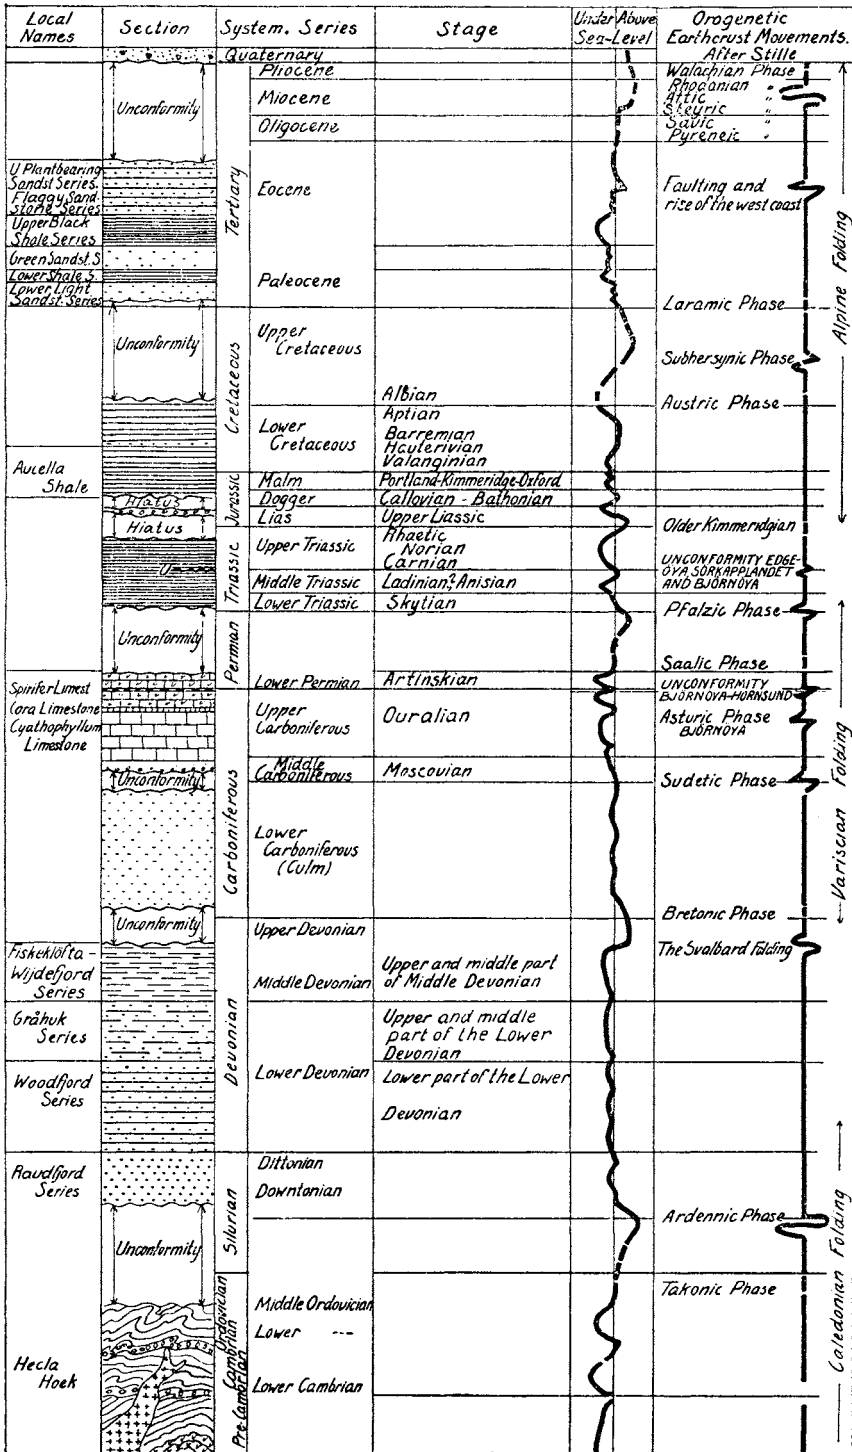 Local Names
Section
System. Series
Stage
Under Above Sea-Level
Orogenetic
Earthcrust Movements.
After Stille
Quaternary
Unconformity
Tertiary
Pliocene
Miocene
Oligocene
Walachian Phase
Rhodanian "
Attic "
Steyric "
Savic "
Pyreneic "
U Plantbearing
Sandst Series.
Flaggy Sand-
stone Series
Upper Black
Shale Series
Green Sandst. S
Lower Shale S.
Lower Light
Sandst. Series
Eocene
Paleocene
Faulting and
rise of the west coast
Laramic Phase
Alpine Folding
Unconformity
Cretaceous
Upper
Cretaceous
Subhersynic Phase
Albian
Austric Phase
Lower
Cretaceous
Aptian
Barremian
Hauterivian
Valanginian
Aucella
Shale
Jurassic
Malm
Portland-Kimmeridge-Oxford
Hiatus
Dogger
Callovian - Bathonian
Hiatus
Lias
Upper Liassic
Older Kimmeridgian
Triassic
Upper Triassic
Rhaetic
Norian
Carnian
UNCONFORMITY EDGE-
ÖYA, SÖRKAPPLANDET
AND BJÖRNÖYA
U
Middle Triassic
Ladinian?, Anisian
Lower Triassic
Skytian
Pfalzic Phase
Unconformity
Permian
Saalic Phase
Lower Permian
Artinskian
UNCONFORMITY
BJÖRNÖYA-HORNSUND
Spirifer Limest
Cora Limestone
Cyathophyllum
Limestone
Upper
Carboniferous
Ouralian
Asturic Phase
BJÖRNÖYA
Variscian Folding
Carboniferous
Middle
Carboniferous
Moscovian
Unconformity
Sudetic Phase
Lower
Carboniferous
(Culm)
Bretonic Phase
Unconformity
Devonian
Upper Devonian
The Svalbard Folding
Fiskeklöfta -
Wijdefjord
Series
Middle Devonian
Upper and middle part
of Middle Devonian
Gråhuk
Series
Upper and middle
part of the Lower
Devonian
Lower Devonian
Woodfjord
Series
Lower part of the Lower
Devonian
Raudfjord
Series
Silurian
Dittonian
Downtonian
Ardennic Phase
Unconformity
Takonic Phase
Caledonian Folding
Hecla
Hoek
Ordovician
Cambrian
Pre-Cambrian
Middle Ordovician
Lower ---
Lower Cambrian